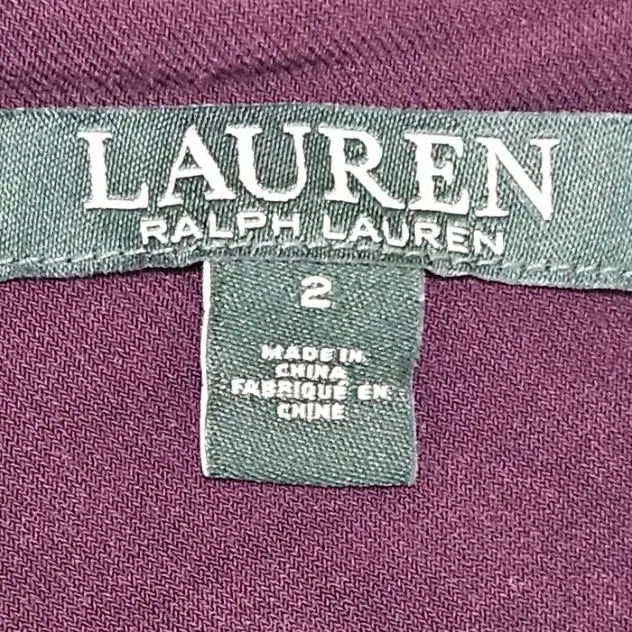 LAUREN
RALPH LAUREN
2
MADE IN
CHINA
FABRIQUÉ EN
CHINE